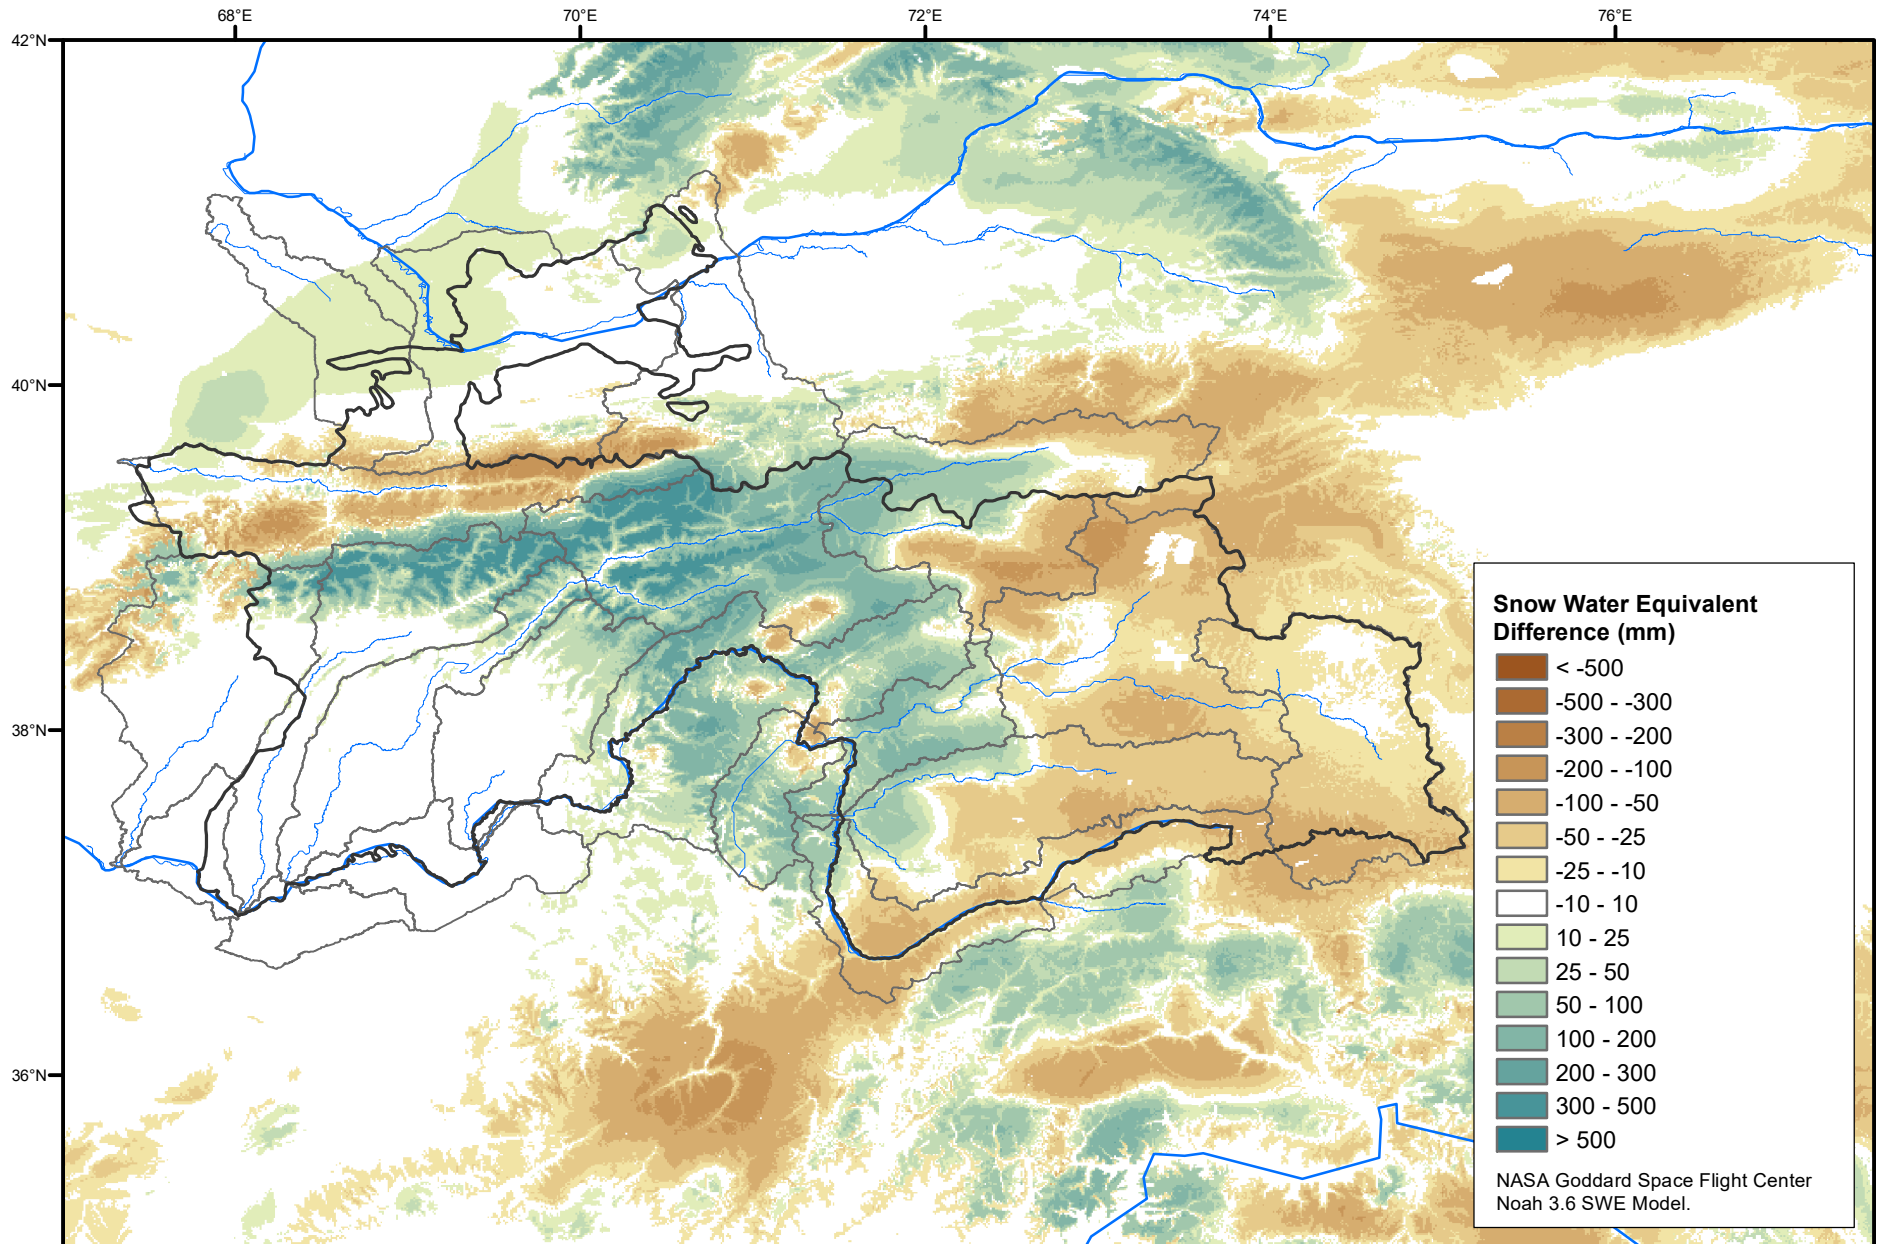 68°E 70°E 72°E 74°E 76°E
42°N
40°N
38°N
36°N
Snow Water Equivalent
Difference (mm)
< -500
-500 - -300
-300 - -200
-200 - -100
-100 - -50
-50 - -25
-25 - -10
-10 - 10
10 - 25
25 - 50
50 - 100
100 - 200
200 - 300
300 - 500
> 500
NASA Goddard Space Flight Center
Noah 3.6 SWE Model.